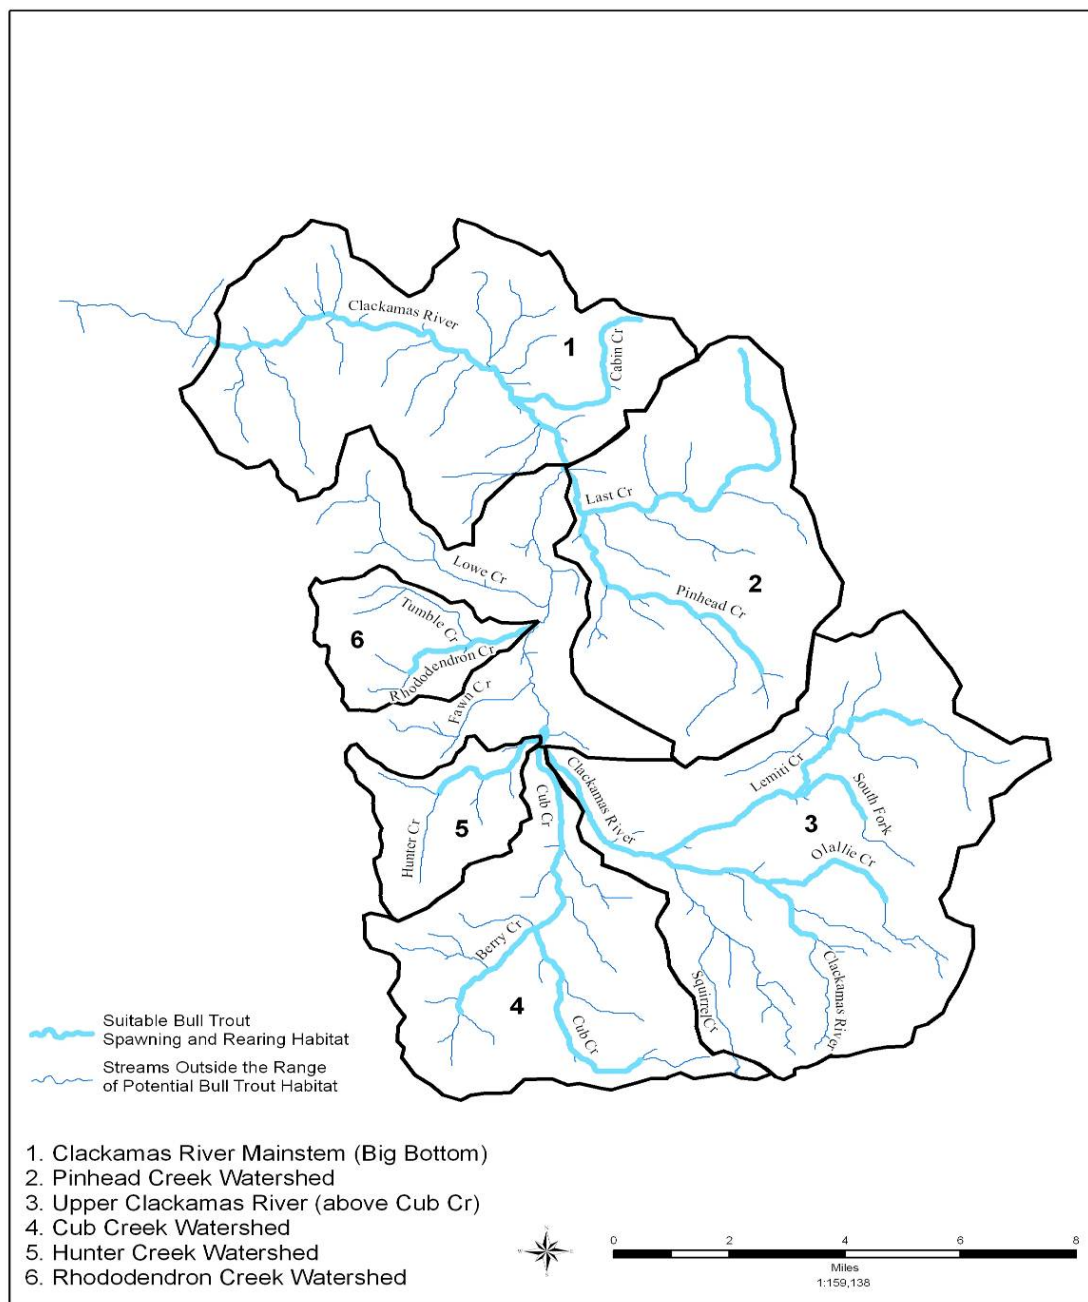 Clackamas River
1
Cabin Cr
Last Cr
Lowe Cr
Pinhead Cr
2
Tumble Cr
6
Rhododendron Cr
Fawn Cr
Clackamas River
Lemiti Cr
Cub Cr
South Fork
5
3
Hunter Cr
Olallie Cr
Berry Cr
Clackamas River
Squirrel Cr
4
Cub Cr
Suitable Bull Trout
Spawning and Rearing Habitat
Streams Outside the Range
of Potential Bull Trout Habitat
1. Clackamas River Mainstem (Big Bottom)
2. Pinhead Creek Watershed
3. Upper Clackamas River (above Cub Cr)
4. Cub Creek Watershed
5. Hunter Creek Watershed
6. Rhododendron Creek Watershed
0 2 4 6 8
Miles
1:159,138